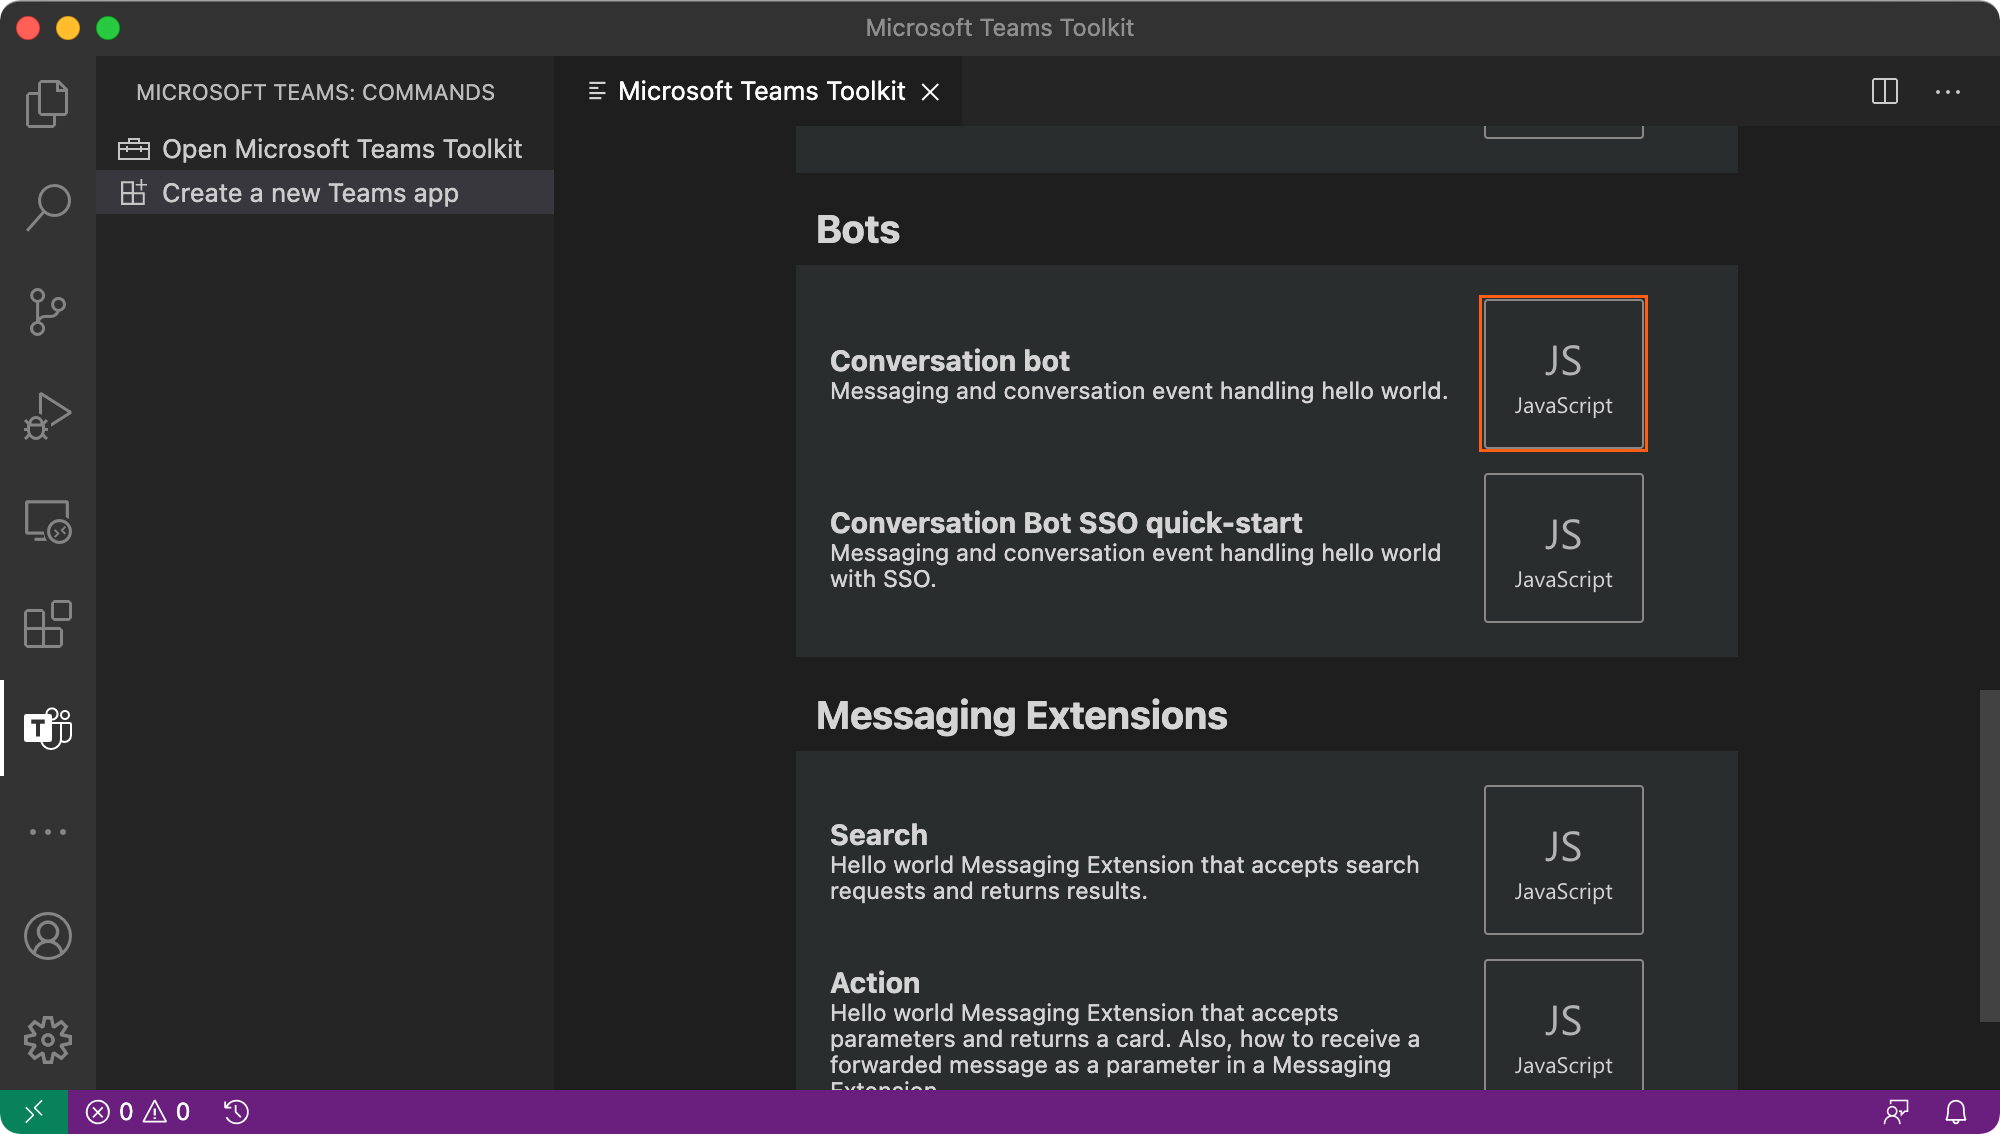 Microsoft Teams Toolkit
MICROSOFT TEAMS: COMMANDS
Open Microsoft Teams Toolkit
Create a new Teams app
T
Microsoft Teams Toolkit
Bots
Conversation bot
Messaging and conversation event handling hello world.
JS
JavaScript
Conversation Bot SSO quick-start
Messaging and conversation event handling hello world
with SSO.
JS
JavaScript
Messaging Extensions
Search
Hello world Messaging Extension that accepts search
requests and returns results.
JS
JavaScript
Action
Hello world Messaging Extension that accepts
parameters and returns a card. Also, how to receive a
forwarded message as a parameter in a Messaging
Extension
JS
JavaScript
0 0